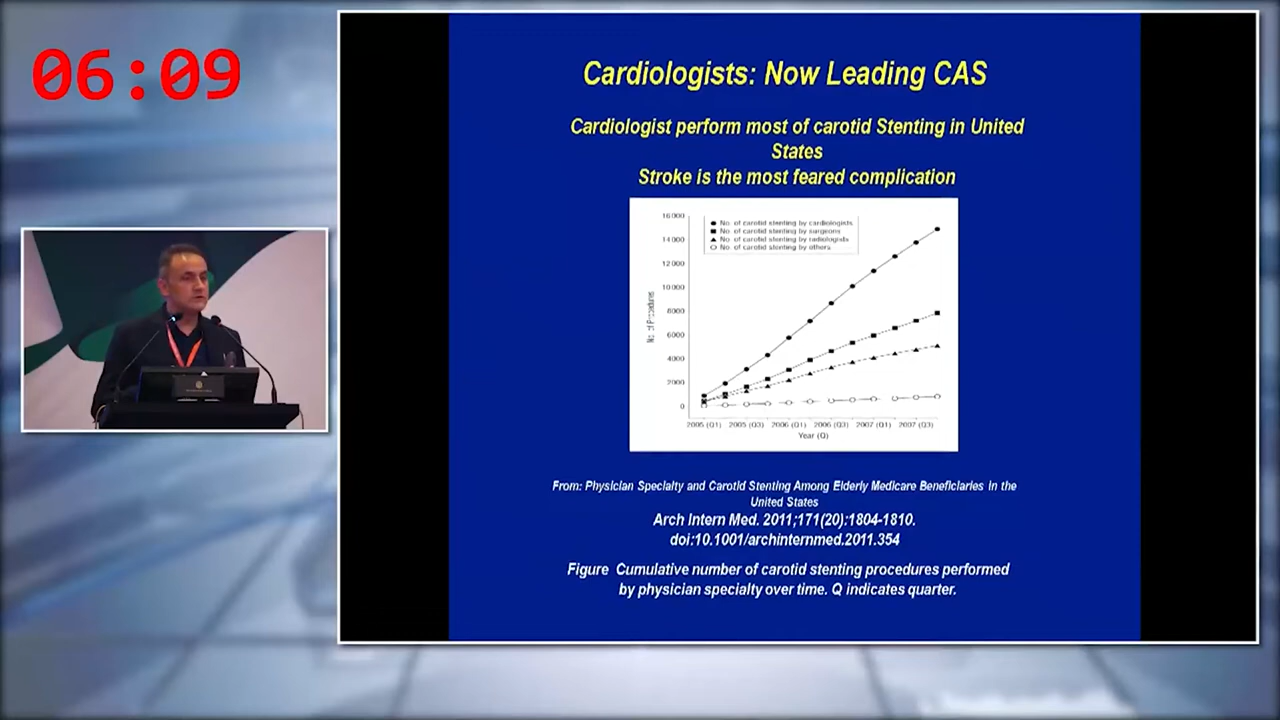 06:09
Cardiologists: Now Leading CAS
Cardiologist perform most of carotid Stenting in United
States
Stroke is the most feared complication
No. of carotid stenting by cardiologists
No. of carotid stenting by surgeons
No. of carotid stenting by radiologists
No. of carotid stenting by others
16 000
14 000
12 000
10 000
8000
6000
4000
2000
0
No. of Procedures
2005 (Q1) 2005 (Q3) 2006 (Q1) 2006 (Q3) 2007 (Q1) 2007 (Q3)
Year (Q)
From: Physician Specialty and Carotid Stenting Among Elderly Medicare Beneficiaries in the
United States
Arch Intern Med. 2011;171(20):1804-1810.
doi:10.1001/archinternmed.2011.354
Figure Cumulative number of carotid stenting procedures performed
by physician specialty over time. Q indicates quarter.